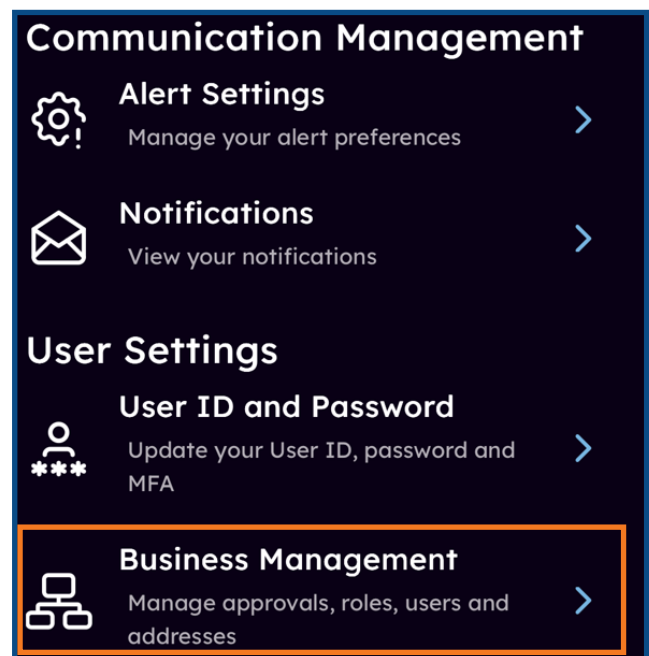 Communication Management
Alert Settings
Manage your alert preferences
Notifications
View your notifications
User Settings
User ID and Password
Update your User ID, password and
MFA
***
Business Management
Manage approvals, roles, users and
addresses